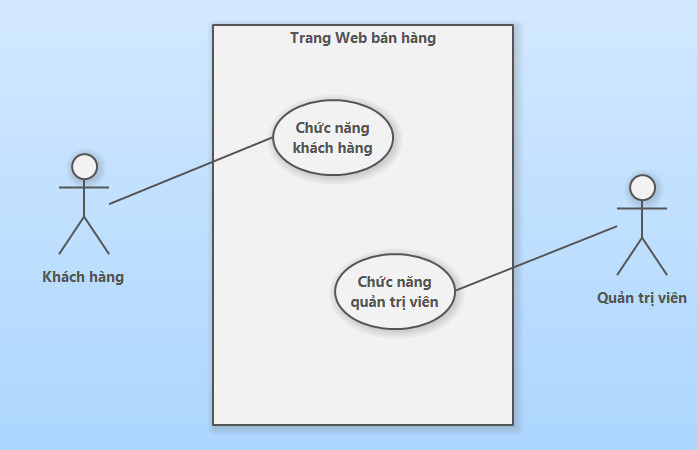 Trang Web bán hàng
Chức năng
khách hàng
Khách hàng
Chức năng
quản trị viên
Quản trị viên